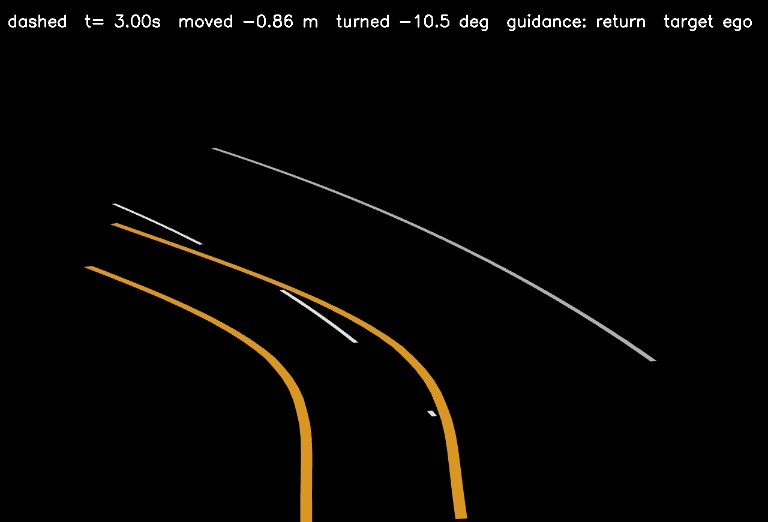 dashed t= 3.00s moved −0.86 m turned −10.5 deg guidance: return target ego